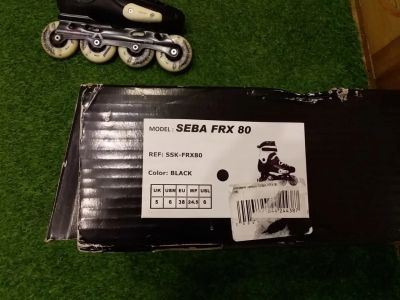 MODEL: SEBA FRX 80
REF: SSK-FRX80
Color: BLACK
UK USM EU MP USL
5 6 38 24.5 6